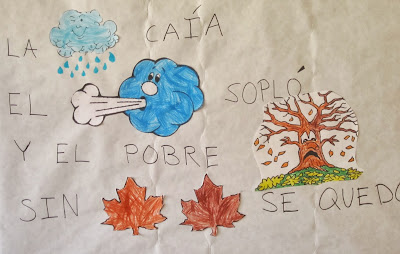 LA CAÍA
EL SOPLÓ
Y EL POBRE
SIN SE QUEDÓ